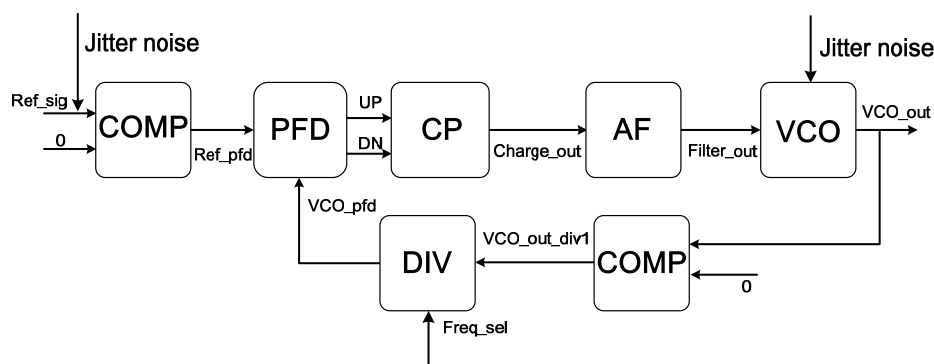 Jitter noise
Jitter noise
Ref_sig
0
COMP
Ref_pfd
PFD
UP
DN
CP
Charge_out
AF
Filter_out
VCO
VCO_out
VCO_pfd
DIV
VCO_out_div1
COMP
0
Freq_sel